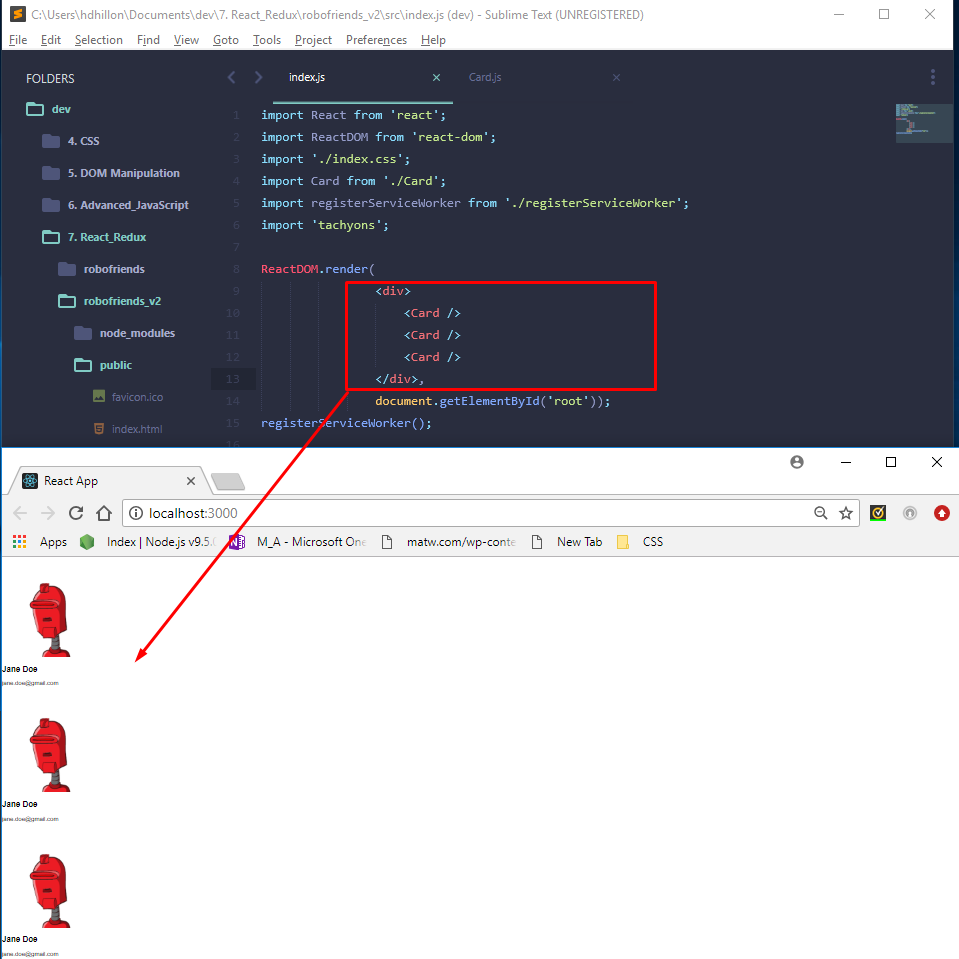 C:\Users\hdhillon\Documents\dev\7. React_Redux\robofriends_v2\src\index.js (dev) - Sublime Text (UNREGISTERED)
File Edit Selection Find View Goto Tools Project Preferences Help
FOLDERS
dev
4. CSS
5. DOM Manipulation
6. Advanced_JavaScript
7. React_Redux
robofriends
robofriends_v2
node_modules
public
favicon.ico
index.html
index.js Card.js
1 import React from 'react';
2 import ReactDOM from 'react-dom';
3 import './index.css';
4 import Card from './Card';
5 import registerServiceWorker from './registerServiceWorker';
6 import 'tachyons';
7
8 ReactDOM.render(
9 <div>
10 <Card />
11 <Card />
12 <Card />
13 </div>,
14 document.getElementById('root'));
15 registerServiceWorker();
16
React App
localhost:3000
Apps Index | Node.js v9.5.0 M_A - Microsoft One matw.com/wp-conte New Tab CSS
Jane Doe
jane.doe@gmail.com
Jane Doe
jane.doe@gmail.com
Jane Doe
jane.doe@gmail.com